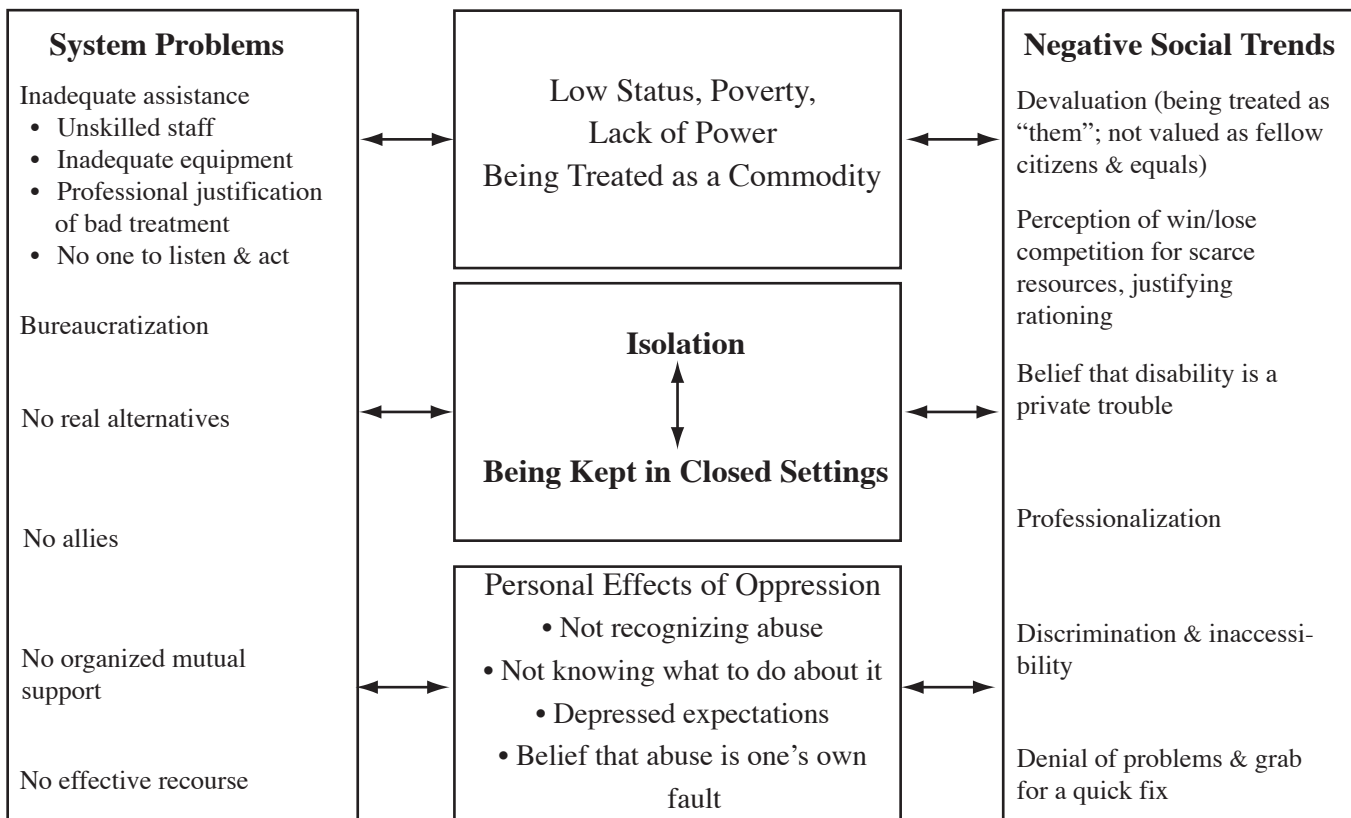 System Problems
Inadequate assistance
• Unskilled staff
• Inadequate equipment
• Professional justification
of bad treatment
• No one to listen & act
Bureaucratization
No real alternatives
No allies
No organized mutual
support
No effective recourse
Low Status, Poverty,
Lack of Power
Being Treated as a Commodity
Isolation
Being Kept in Closed Settings
Personal Effects of Oppression
• Not recognizing abuse
• Not knowing what to do about it
• Depressed expectations
• Belief that abuse is one’s own
fault
Negative Social Trends
Devaluation (being treated as
“them”; not valued as fellow
citizens & equals)
Perception of win/lose
competition for scarce
resources, justifying
rationing
Belief that disability is a
private trouble
Professionalization
Discrimination & inaccessi-
bility
Denial of problems & grab
for a quick fix